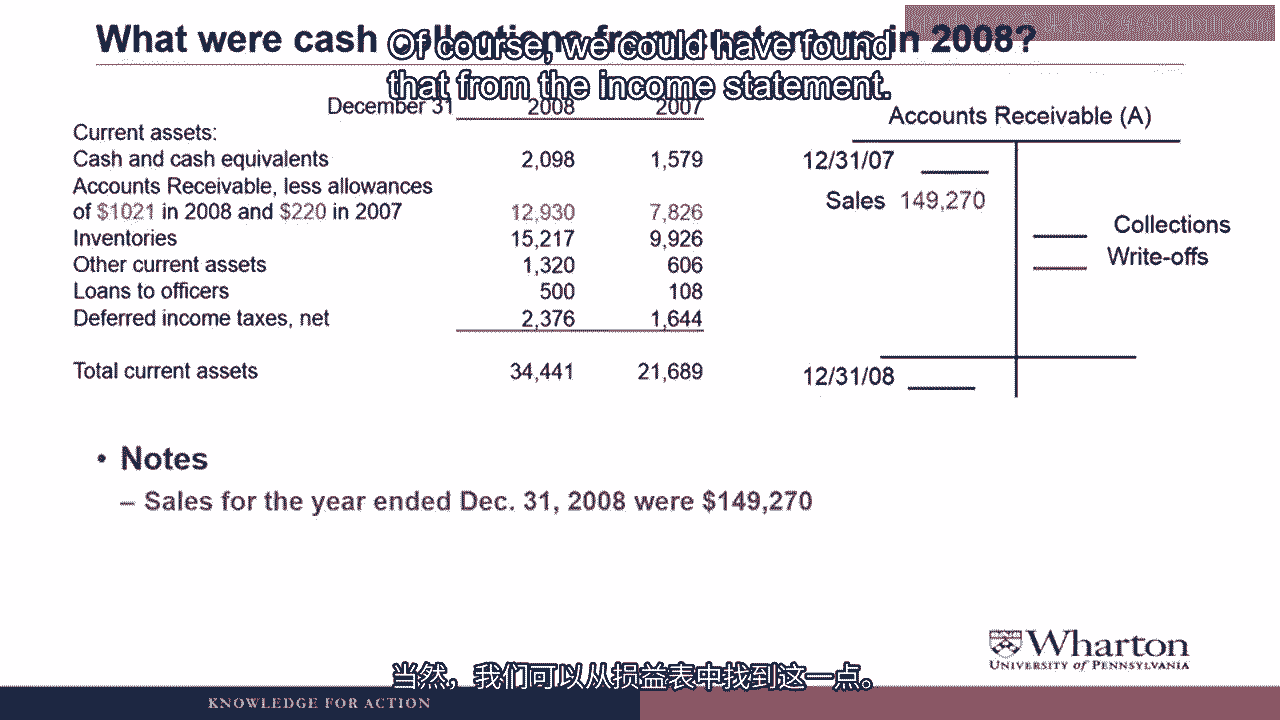 What were cash collections from customers in 2008?
Of course, we could have found
that from the income statement.
December 31 2008 2007
Current assets:
Cash and cash equivalents 2,098 1,579
Accounts Receivable, less allowances
of $1021 in 2008 and $220 in 2007 12,930 7,826
Inventories 15,217 9,926
Other current assets 1,320 606
Loans to officers 500 108
Deferred income taxes, net 2,376 1,644
Total current assets 34,441 21,689
Accounts Receivable (A)
12/31/07
Sales 149,270
Collections
Write-offs
12/31/08
• Notes
– Sales for the year ended Dec. 31, 2008 were $149,270
Wharton
UNIVERSITY of PENNSYLVANIA
当然，我们可以从损益表中找到这一点。
KNOWLEDGE FOR ACTION